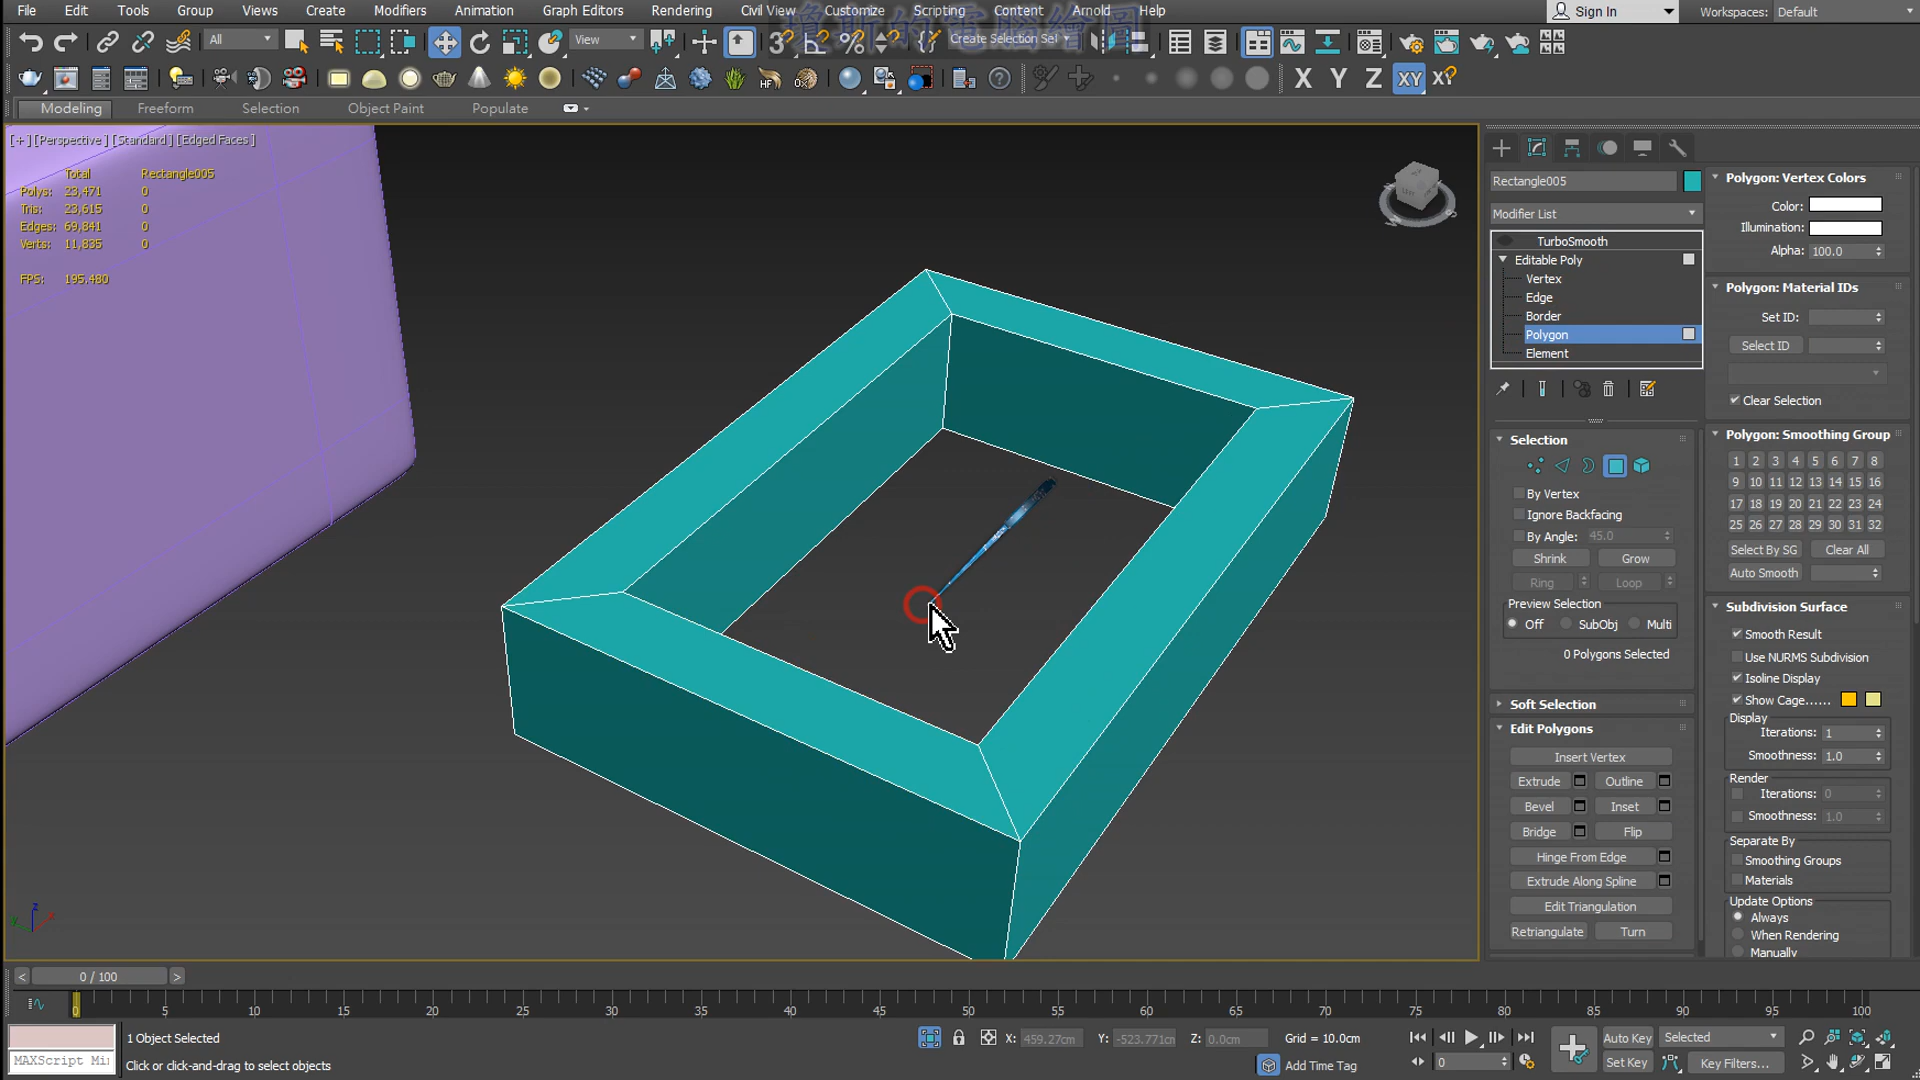 File Edit Tools Group Views Create Modifiers Animation Graph Editors Rendering Civil View Customize Scripting Content Arnold Help
Sign In Workspaces: Default
瓊斯的電腦繪圖
All View Create Selection Sel
X Y Z XY XY
Modeling Freeform Selection Object Paint Populate
[+] [Perspective] [Standard] [Edged Faces]
Total Rectangle005
Polys: 23,471 0
Tris: 23,615 0
Edges: 69,841 0
Verts: 11,835 0
FPS: 195.480
Rectangle005
Modifier List
TurboSmooth
Editable Poly
Vertex
Edge
Border
Polygon
Element
Selection
By Vertex
Ignore Backfacing
By Angle: 45.0
Shrink Grow
Ring Loop
Preview Selection
Off SubObj Multi
0 Polygons Selected
Soft Selection
Edit Polygons
Insert Vertex
Extrude Outline
Bevel Inset
Bridge Flip
Hinge From Edge
Extrude Along Spline
Edit Triangulation
Retriangulate Turn
Polygon: Vertex Colors
Color:
Illumination:
Alpha: 100.0
Polygon: Material IDs
Set ID:
Select ID
Clear Selection
Polygon: Smoothing Group
1 2 3 4 5 6 7 8
9 10 11 12 13 14 15 16
17 18 19 20 21 22 23 24
25 26 27 28 29 30 31 32
Select By SG Clear All
Auto Smooth
Subdivision Surface
Smooth Result
Use NURMS Subdivision
Isoline Display
Show Cage......
Display
Iterations: 1
Smoothness: 1.0
Render
Iterations: 0
Smoothness: 1.0
Separate By
Smoothing Groups
Materials
Update Options
Always
When Rendering
Manually
< 0 / 100 >
0 5 10 15 20 25 30 35 40 45 50 55 60 65 70 75 80 85 90 95 100
1 Object Selected
X: 459.27cm Y: -523.771cm Z: 0.0cm Grid = 10.0cm
Auto Key Selected
MAXScript Mi
Click or click-and-drag to select objects
Add Time Tag
0
Set Key Key Filters...